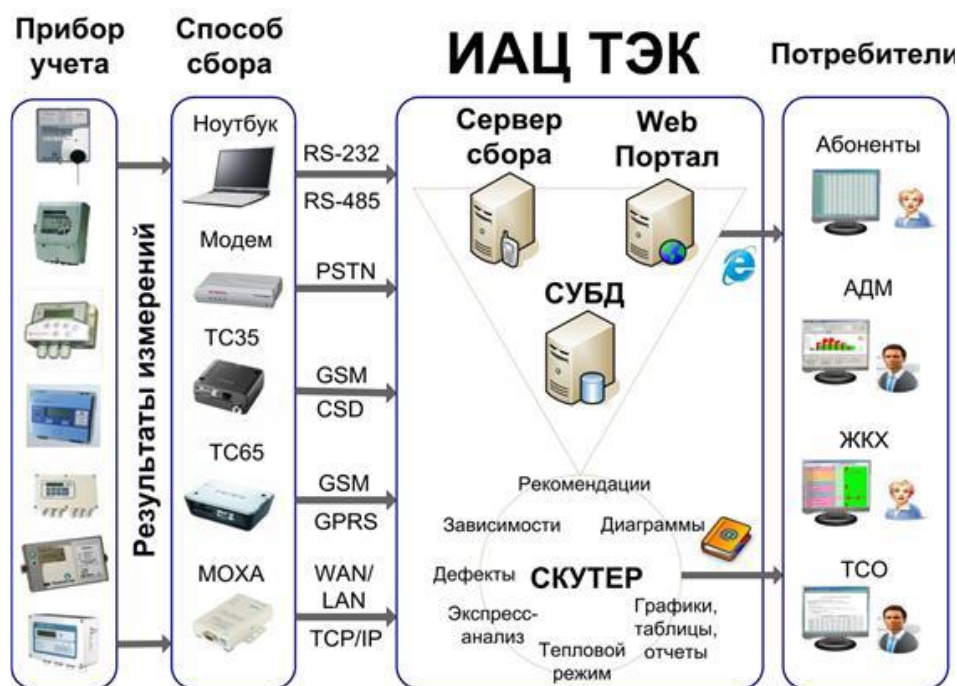 Прибор
учета
Способ
сбора
ИАЦ ТЭК
Потребители
Результаты измерений
Ноутбук
Модем
TC35
TC65
MOXA
RS-232
RS-485
PSTN
GSM
CSD
GSM
GPRS
WAN/
LAN
TCP/IP
Сервер
сбора
Web
Портал
СУБД
Рекомендации
Зависимости
Диаграммы
Дефекты
СКУТЕР
Экспресс-
анализ
Тепловой
режим
Графики,
таблицы,
отчеты
Абоненты
АДМ
ЖКХ
ТСО